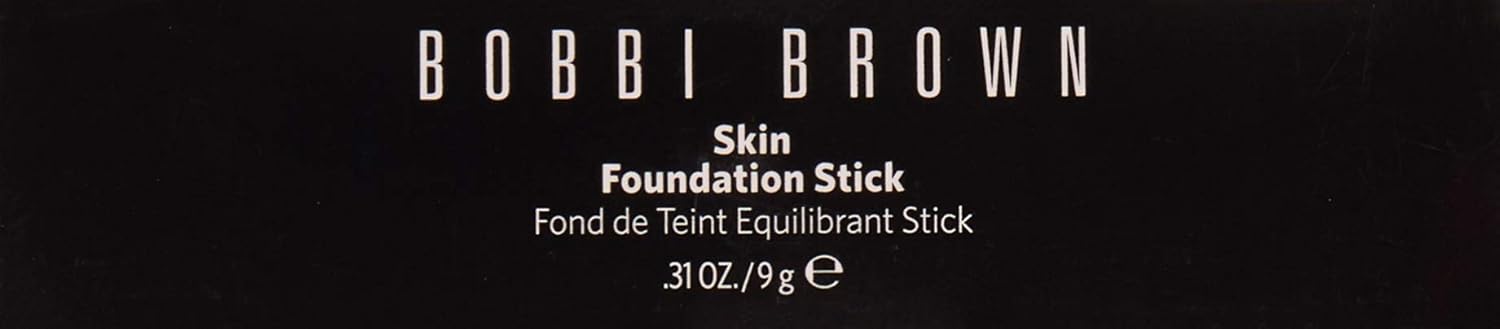 BOBBI BROWN
Skin
Foundation Stick
Fond de Teint Equilibrant Stick
.31 OZ./9 g ℮